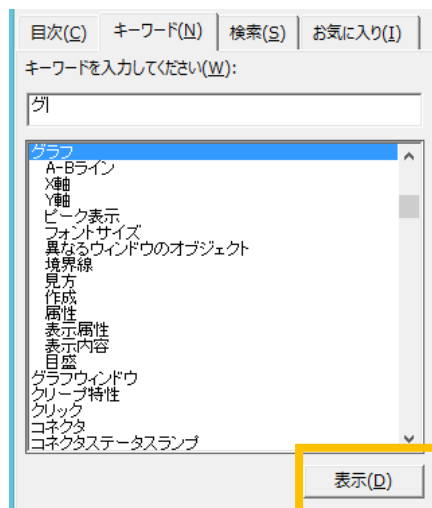 目次(C) キーワード(N) 検索(S) お気に入り(I)
キーワードを入力してください(W):
グ
グラフ
A-Bライン
X軸
Y軸
ピーク表示
フォントサイズ
異なるウィンドウのオブジェクト
境界線
見方
作成
属性
表示属性
表示内容
目盛
グラフウィンドウ
クリープ特性
クリック
コネクタ
コネクタステータスランプ
表示(D)